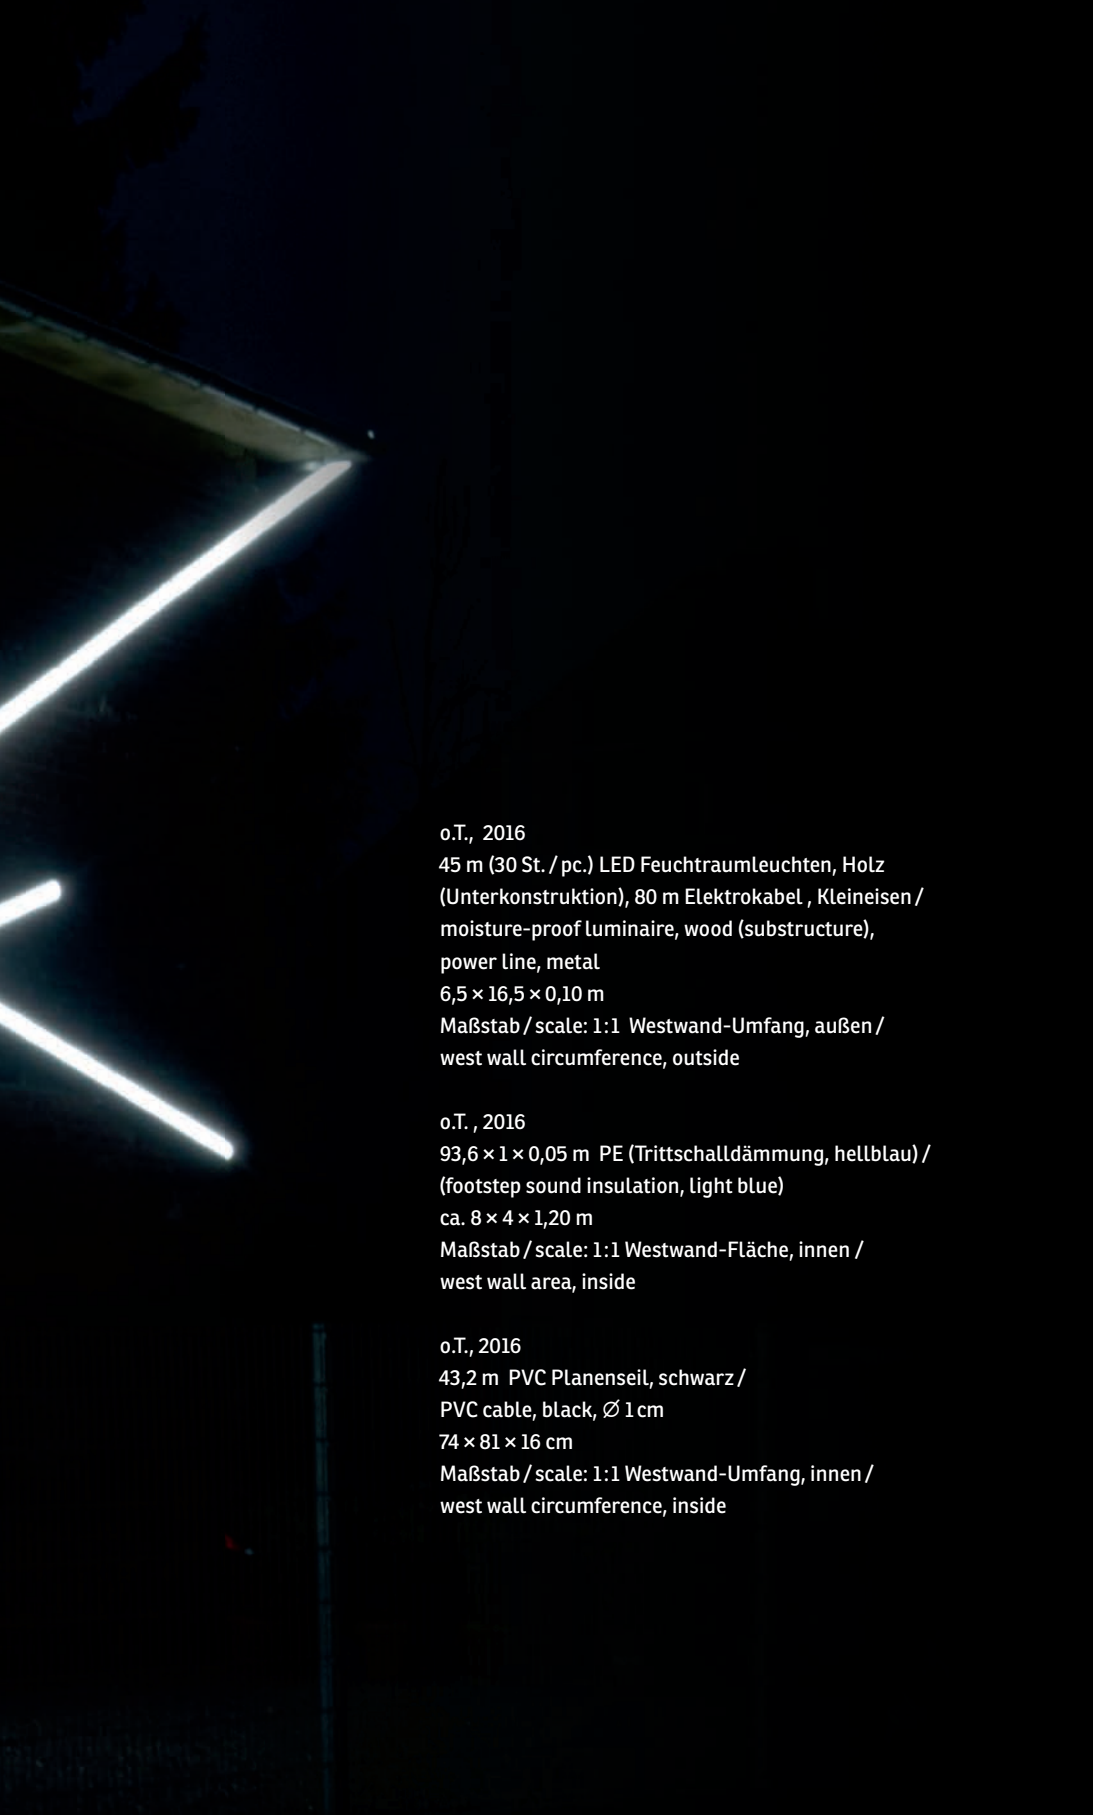 o.T., 2016
45 m (30 St. / pc.) LED Feuchtraumleuchten, Holz
(Unterkonstruktion), 80 m Elektrokabel , Kleineisen /
moisture-proof luminaire, wood (substructure),
power line, metal
6,5 × 16,5 × 0,10 m
Maßstab / scale: 1:1 Westwand-Umfang, außen /
west wall circumference, outside
o.T. , 2016
93,6 × 1 × 0,05 m PE (Trittschalldämmung, hellblau) /
(footstep sound insulation, light blue)
ca. 8 × 4 × 1,20 m
Maßstab / scale: 1:1 Westwand-Fläche, innen /
west wall area, inside
o.T., 2016
43,2 m PVC Planenseil, schwarz /
PVC cable, black, Ø 1 cm
74 × 81 × 16 cm
Maßstab / scale: 1:1 Westwand-Umfang, innen /
west wall circumference, inside